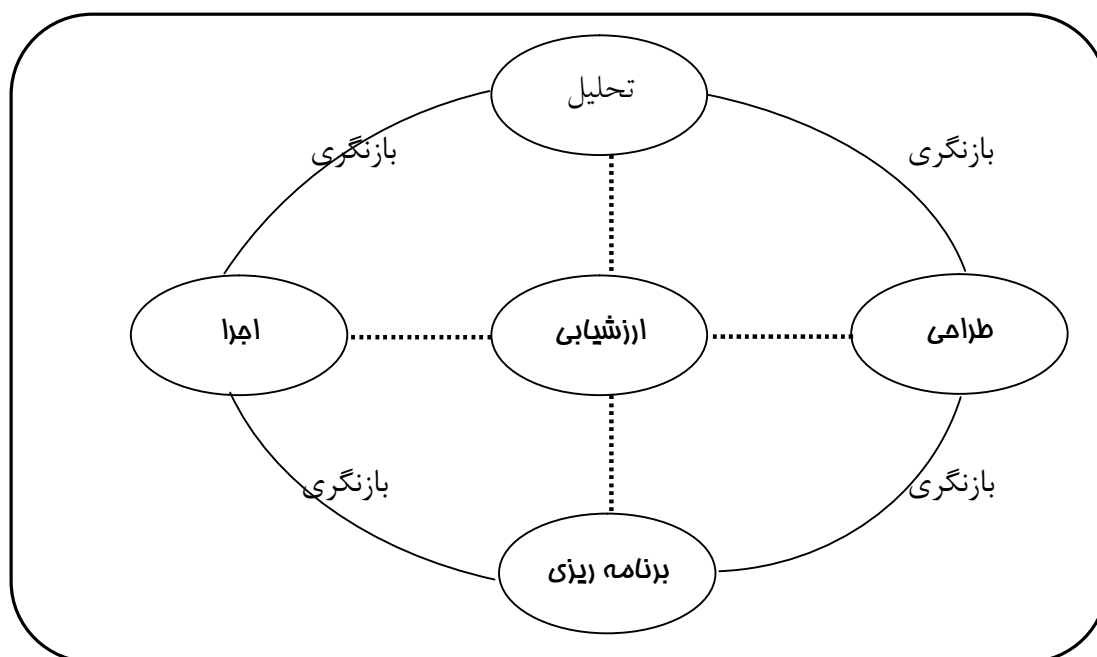 تحلیل
بازنگری
بازنگری
طراحی
ارزشیابی
اجرا
بازنگری
بازنگری
برنامه ریزی